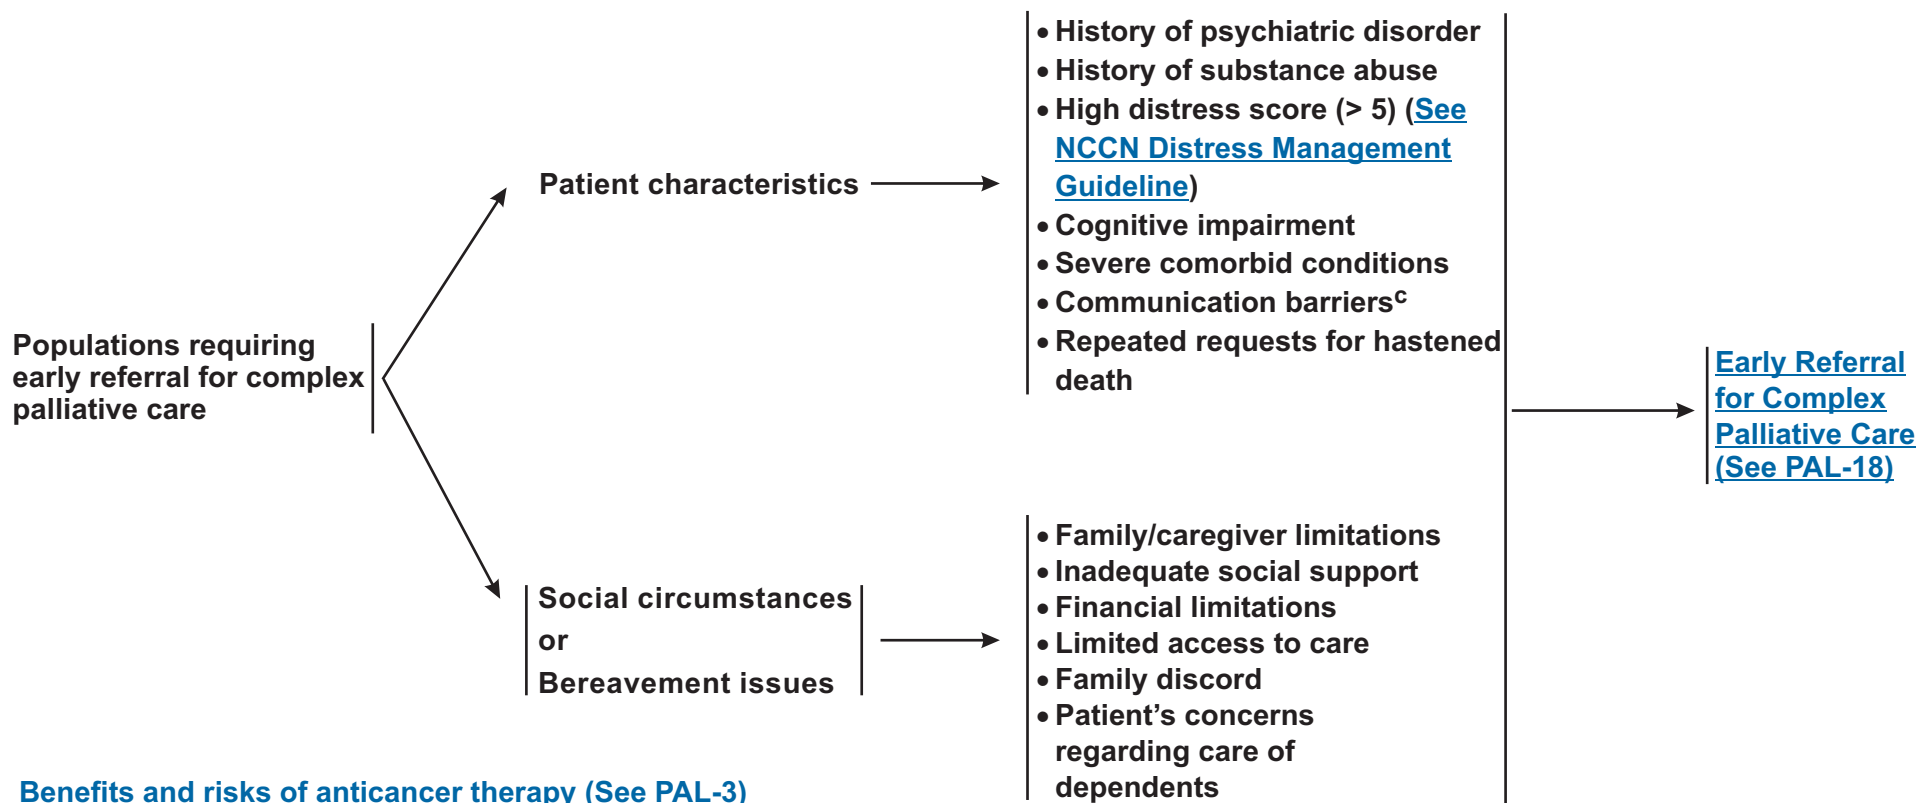 Populations requiring
early referral for complex
palliative care
Patient characteristics
• History of psychiatric disorder
• History of substance abuse
• High distress score (> 5) (See
NCCN Distress Management
Guideline)
• Cognitive impairment
• Severe comorbid conditions
• Communication barriersᶜ
• Repeated requests for hastened
death
Social circumstances
or
Bereavement issues
• Family/caregiver limitations
• Inadequate social support
• Financial limitations
• Limited access to care
• Family discord
• Patient’s concerns
regarding care of
dependents
Early Referral
for Complex
Palliative Care
(See PAL-18)
Benefits and risks of anticancer therapy (See PAL-3)